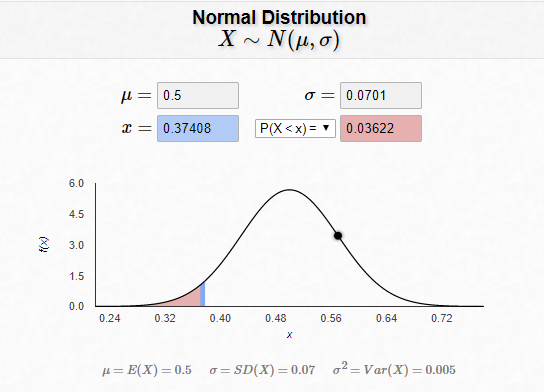 Normal Distribution
X ∼ N(μ, σ)
μ = 0.5 σ = 0.0701
x = 0.37408 P(X < x) = ▼ 0.03622
6.0
4.5
3.0
1.5
0.0
f(x)
0.24 0.32 0.40 0.48 0.56 0.64 0.72
x
μ = E(X) = 0.5 σ = SD(X) = 0.07 σ² = Var(X) = 0.005